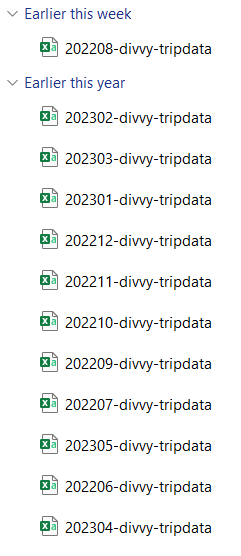 Earlier this week
202208-divvy-tripdata
Earlier this year
202302-divvy-tripdata
202303-divvy-tripdata
202301-divvy-tripdata
202212-divvy-tripdata
202211-divvy-tripdata
202210-divvy-tripdata
202209-divvy-tripdata
202207-divvy-tripdata
202305-divvy-tripdata
202206-divvy-tripdata
202304-divvy-tripdata